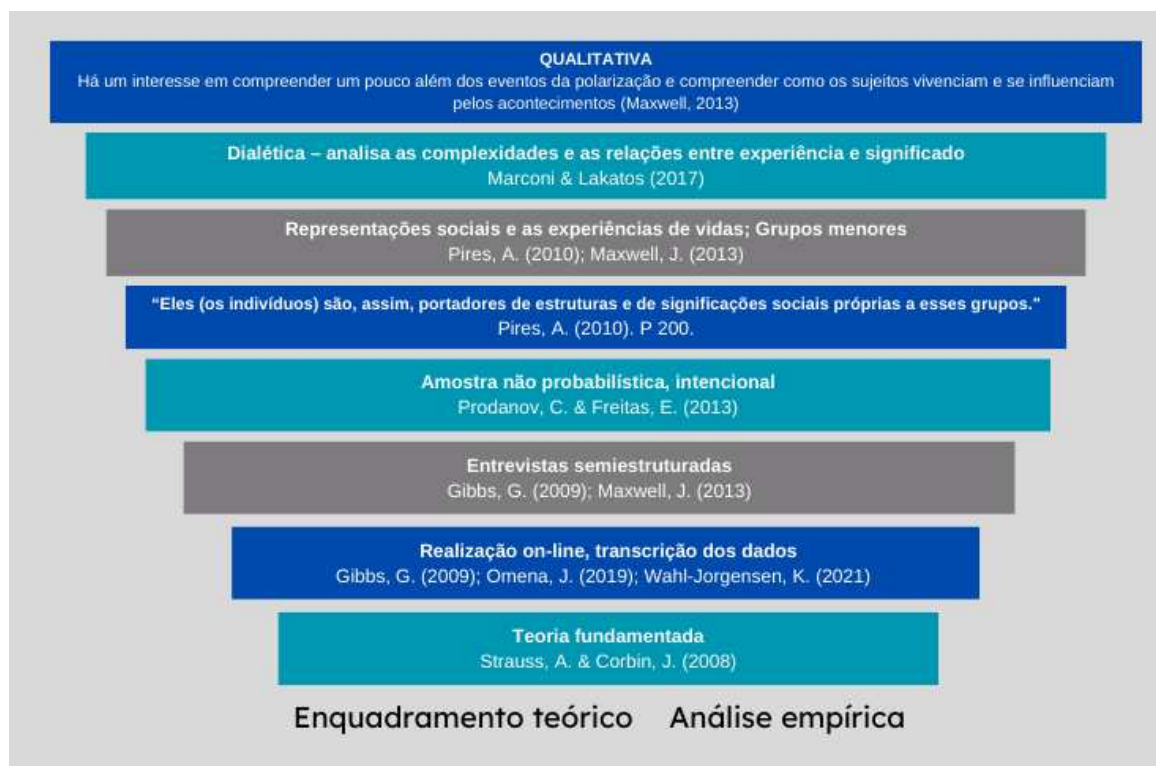 QUALITATIVA
Há um interesse em compreender um pouco além dos eventos da polarização e compreender como os sujeitos vivenciam e se influenciam
pelos acontecimentos (Maxwell, 2013)
Dialética – analisa as complexidades e as relações entre experiência e significado
Marconi & Lakatos (2017)
Representações sociais e as experiências de vidas; Grupos menores
Pires, A. (2010); Maxwell, J. (2013)
“Eles (os indivíduos) são, assim, portadores de estruturas e de significações sociais próprias a esses grupos."
Pires, A. (2010). P 200.
Amostra não probabilística, intencional
Prodanov, C. & Freitas, E. (2013)
Entrevistas semiestruturadas
Gibbs, G. (2009); Maxwell, J. (2013)
Realização on-line, transcrição dos dados
Gibbs, G. (2009); Omena, J. (2019); Wahl-Jorgensen, K. (2021)
Teoria fundamentada
Strauss, A. & Corbin, J. (2008)
Enquadramento teórico Análise empírica